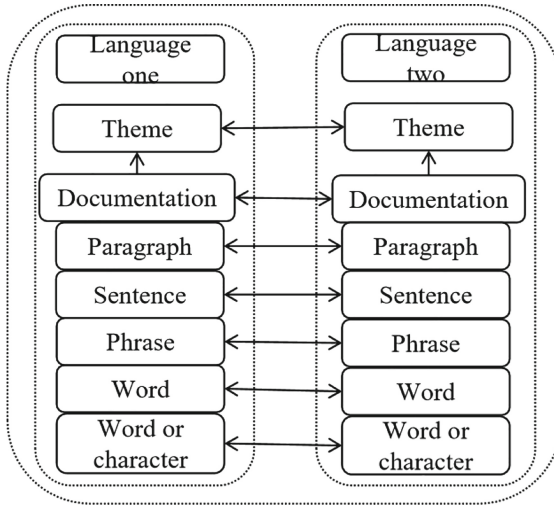 Language
one
Language
two
Theme
Theme
Documentation
Documentation
Paragraph
Paragraph
Sentence
Sentence
Phrase
Phrase
Word
Word
Word or
character
Word or
character